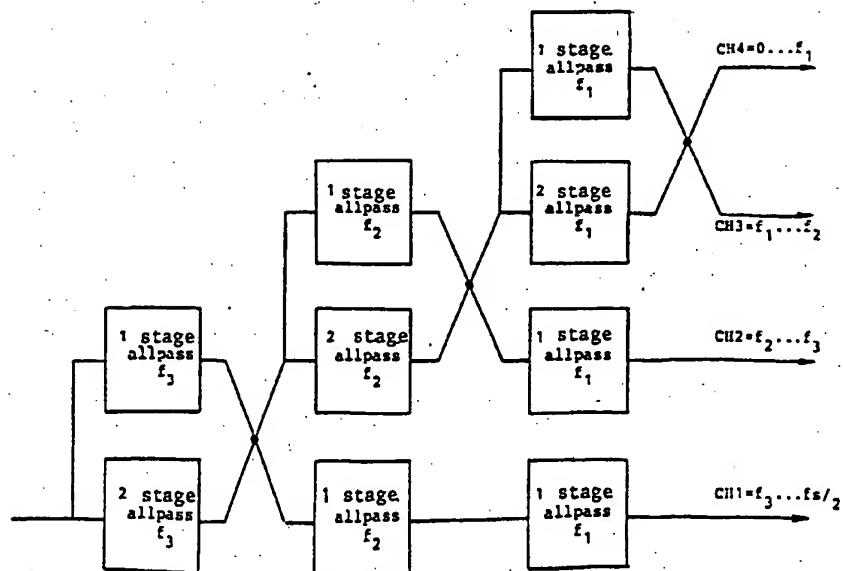 1 stage
allpass
f1
CH4=0...f1
1 stage
allpass
f2
2 stage
allpass
f1
CH3=f1...f2
1 stage
allpass
f3
2 stage
allpass
f2
1 stage
allpass
f1
CH2=f2...f3
2 stage
allpass
f3
1 stage
allpass
f2
1 stage
allpass
f1
CH1=f3...fs/2